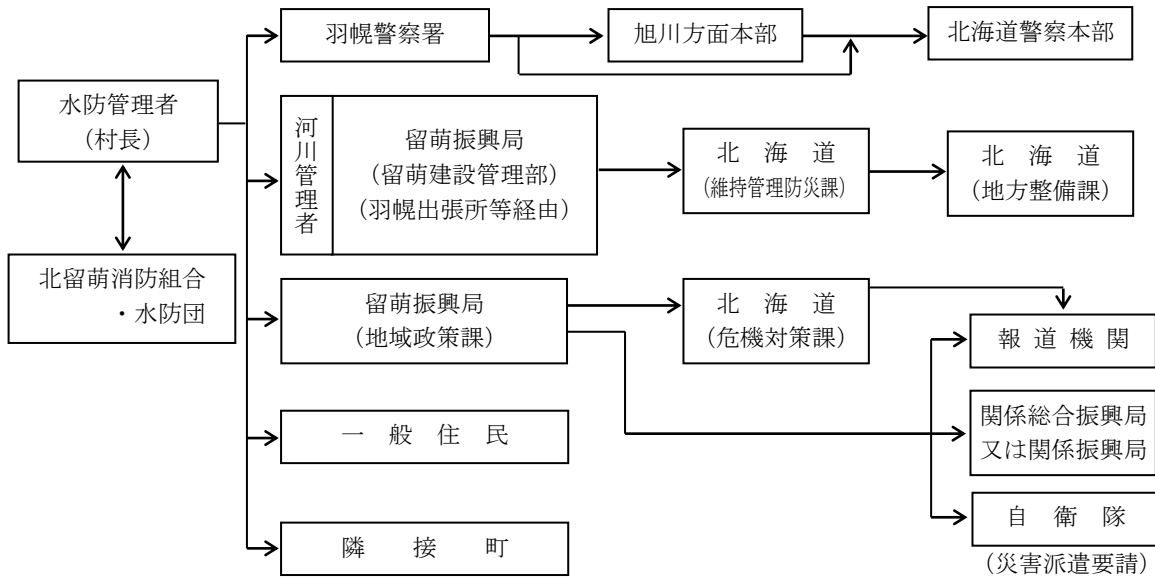 羽幌警察署
旭川方面本部
北海道警察本部
水防管理者
（村長）
河川管理者
留萌振興局
（留萌建設管理部）
（羽幌出張所等経由）
北　海　道
（維持管理防災課）
北　海　道
（地方整備課）
北留萌消防組合
・水防団
留萌振興局
（地域政策課）
北　海　道
（危機対策課）
報 道 機 関
一　般　住　民
関係総合振興局
又は関係振興局
隣　接　町
自　衛　隊
（災害派遣要請）